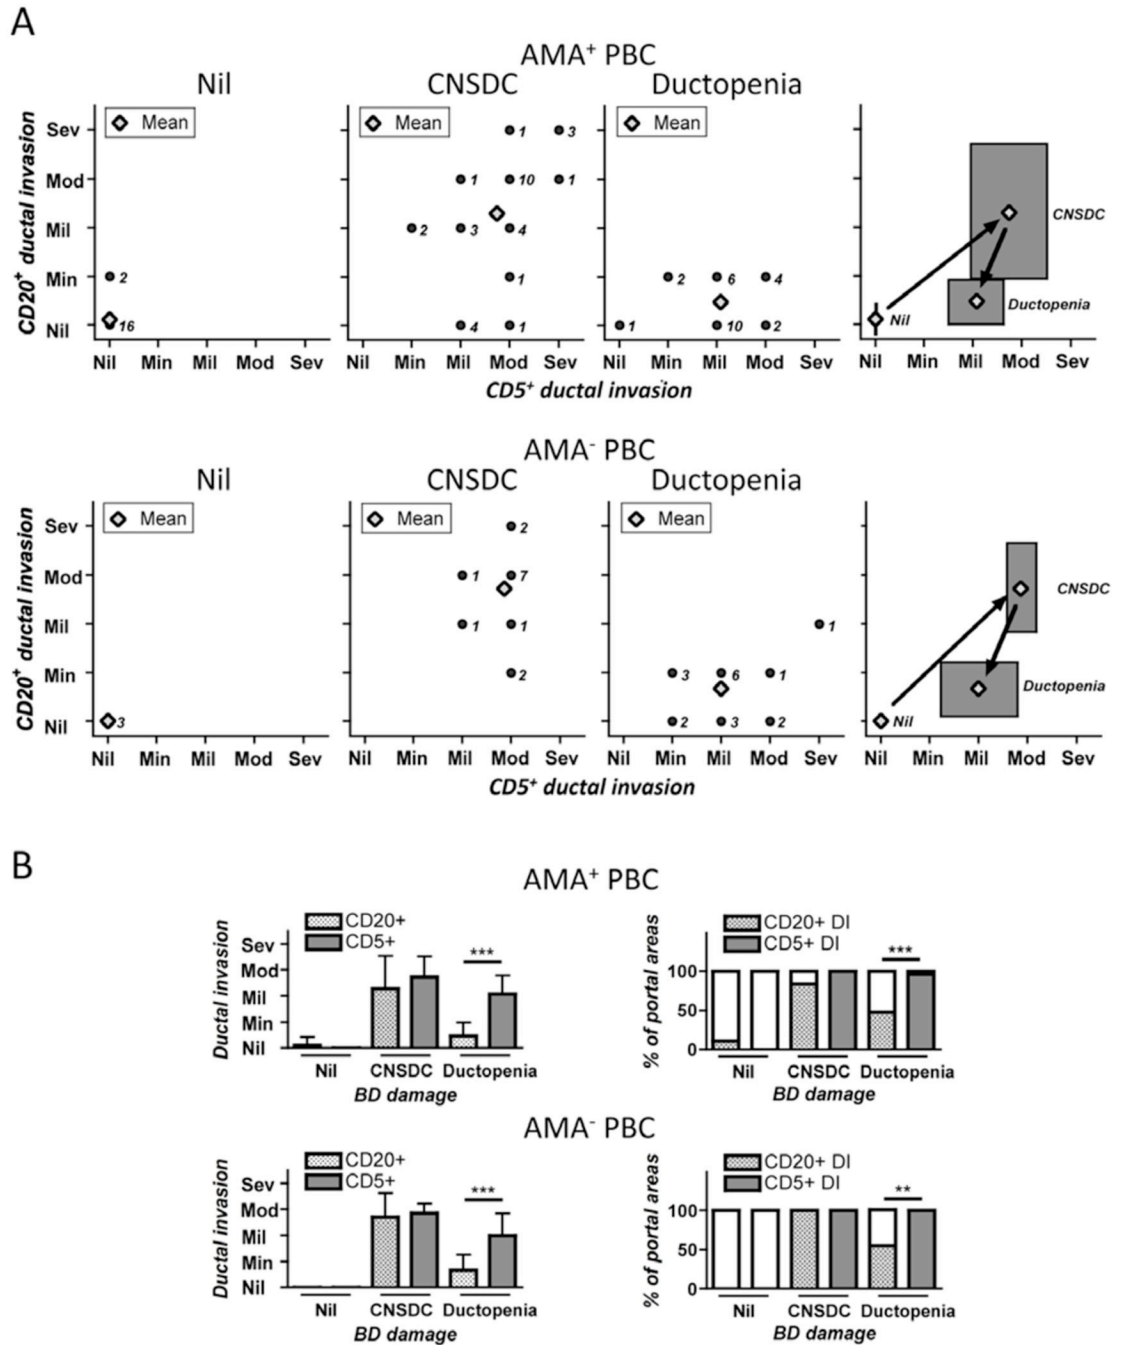 A
AMA+ PBC
Nil CNSDC Ductopenia
CD20+ ductal invasion
Sev
Mod
Mil
Min
Nil
Mean
2
16
Nil Min Mil Mod Sev
Mean
1 3
1 10 1
2 3 4
1
4 1
Nil Min Mil Mod Sev
Mean
2 6 4
1 10 2
Nil Min Mil Mod Sev
CNSDC
Ductopenia
Nil
Nil Min Mil Mod Sev
CD5+ ductal invasion
AMA- PBC
Nil CNSDC Ductopenia
CD20+ ductal invasion
Sev
Mod
Mil
Min
Nil
Mean
3
Nil Min Mil Mod Sev
Mean
2
1 7
1 1
2
Nil Min Mil Mod Sev
Mean
1
3 6 1
2 3 2
Nil Min Mil Mod Sev
CNSDC
Ductopenia
Nil
Nil Min Mil Mod Sev
CD5+ ductal invasion
B
AMA+ PBC
Ductal invasion
CD20+
CD5+
Sev
Mod
Mil
Min
Nil
***
Nil CNSDC Ductopenia
BD damage
% of portal areas
CD20+ DI
CD5+ DI
100
50
0
***
Nil CNSDC Ductopenia
BD damage
AMA- PBC
Ductal invasion
CD20+
CD5+
Sev
Mod
Mil
Min
Nil
***
Nil CNSDC Ductopenia
BD damage
% of portal areas
CD20+ DI
CD5+ DI
100
50
0
**
Nil CNSDC Ductopenia
BD damage